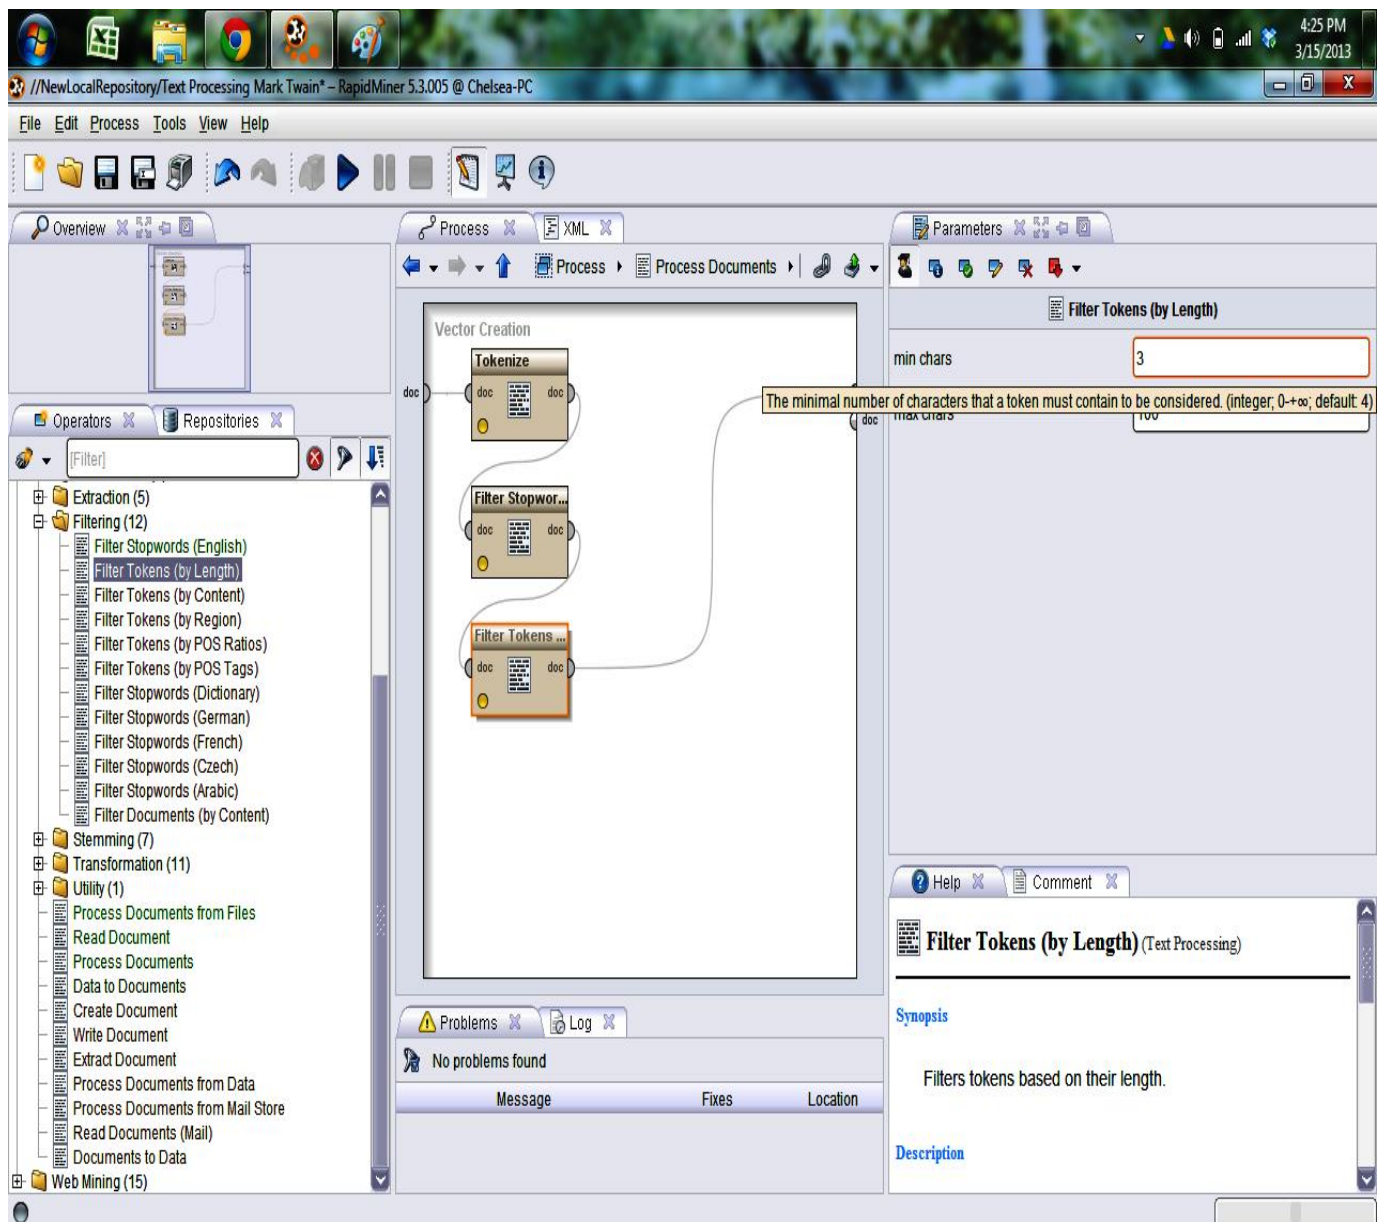 4:25 PM
3/15/2013
//NewLocalRepository/Text Processing Mark Twain* – RapidMiner 5.3.005 @ Chelsea-PC
File Edit Process Tools View Help
Overview
Process
XML
Parameters
Process
Process Documents
Filter Tokens (by Length)
min chars
3
The minimal number of characters that a token must contain to be considered. (integer; 0-+∞; default: 4)
Vector Creation
Tokenize
doc
doc
doc
doc
Filter Stopwor...
doc
doc
Filter Tokens ...
doc
doc
Operators
Repositories
[Filter]
Extraction (5)
Filtering (12)
Filter Stopwords (English)
Filter Tokens (by Length)
Filter Tokens (by Content)
Filter Tokens (by Region)
Filter Tokens (by POS Ratios)
Filter Tokens (by POS Tags)
Filter Stopwords (Dictionary)
Filter Stopwords (German)
Filter Stopwords (French)
Filter Stopwords (Czech)
Filter Stopwords (Arabic)
Filter Documents (by Content)
Stemming (7)
Transformation (11)
Utility (1)
Process Documents from Files
Read Document
Process Documents
Data to Documents
Create Document
Write Document
Extract Document
Process Documents from Data
Process Documents from Mail Store
Read Documents (Mail)
Documents to Data
Web Mining (15)
Problems
Log
No problems found
Message Fixes Location
Help
Comment
Filter Tokens (by Length) (Text Processing)
Synopsis
Filters tokens based on their length.
Description